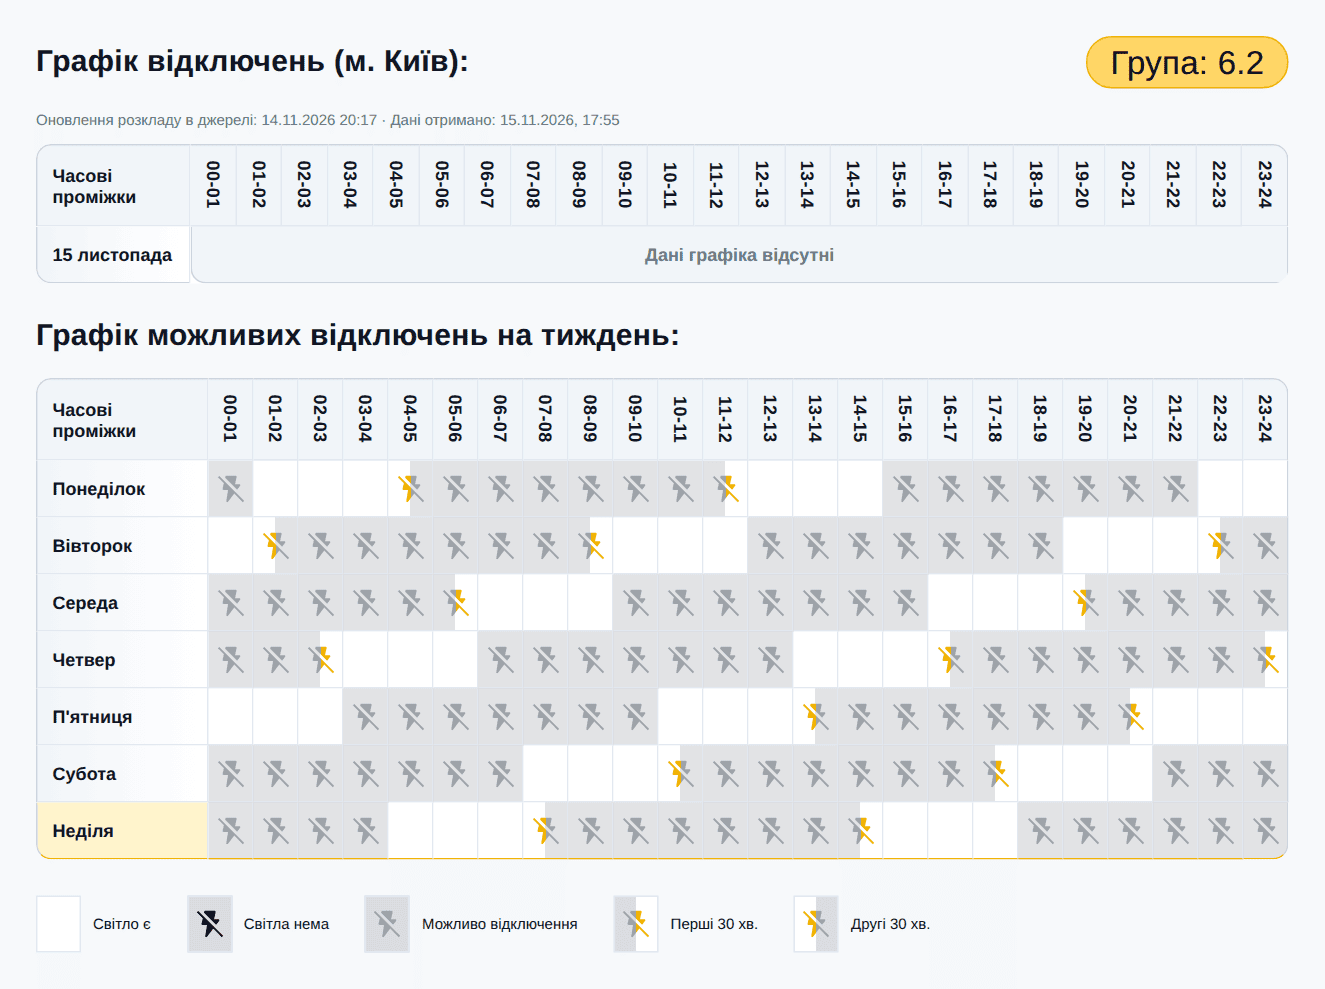 Графік відключень (м. Київ):
Група: 6.2
Оновлення розкладу в джерелі: 14.11.2026 20:17 · Дані отримано: 15.11.2026, 17:55
Часові проміжки 00-01 01-02 02-03 03-04 04-05 05-06 06-07 07-08 08-09 09-10 10-11 11-12 12-13 13-14 14-15 15-16 16-17 17-18 18-19 19-20 20-21 21-22 22-23 23-24
15 листопада Дані графіка відсутні
Графік можливих відключень на тиждень:
Часові проміжки 00-01 01-02 02-03 03-04 04-05 05-06 06-07 07-08 08-09 09-10 10-11 11-12 12-13 13-14 14-15 15-16 16-17 17-18 18-19 19-20 20-21 21-22 22-23 23-24
Понеділок
Вівторок
Середа
Четвер
П'ятниця
Субота
Неділя
Світло є Світла нема Можливо відключення Перші 30 хв. Другі 30 хв.